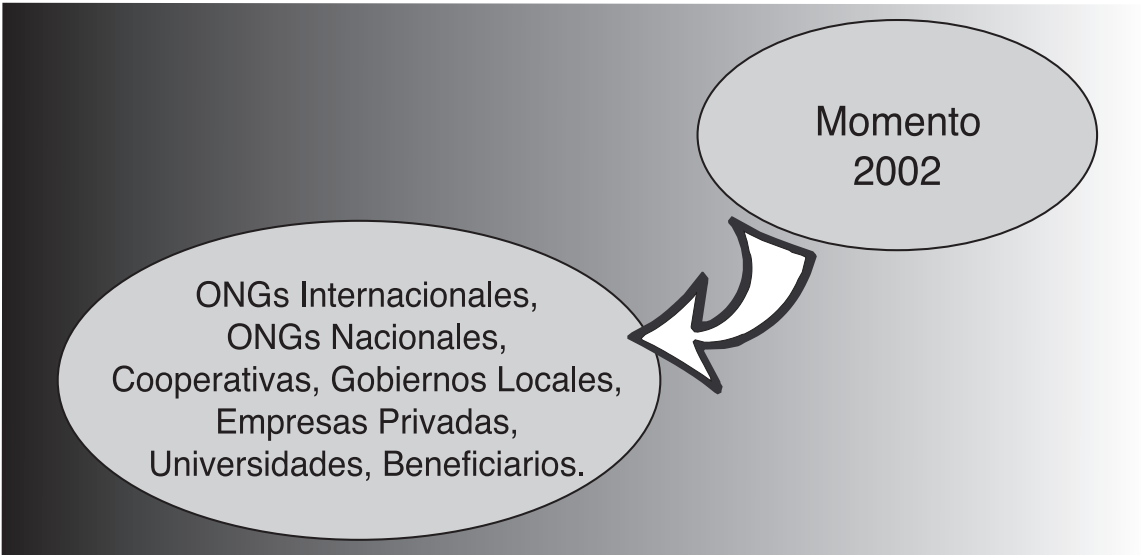 Momento
2002
ONGs Internacionales,
ONGs Nacionales,
Cooperativas, Gobiernos Locales,
Empresas Privadas,
Universidades, Beneficiarios.